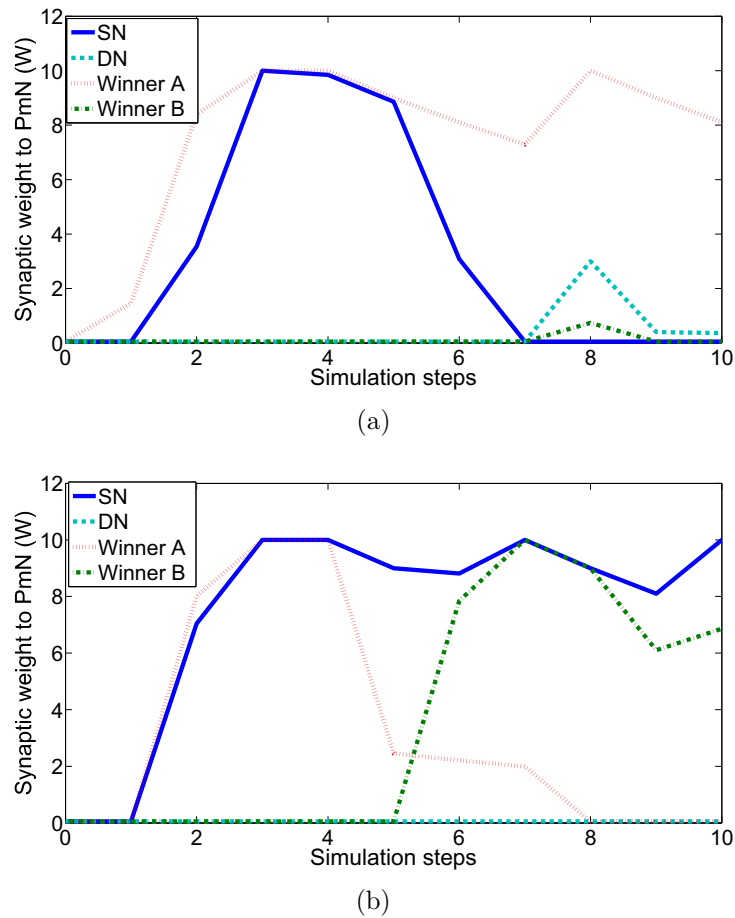 12
10
8
6
4
2
0
Synaptic weight to PmN (W)
SN
DN
Winner A
Winner B
0 2 4 6 8 10
Simulation steps
(a)
12
10
8
6
4
2
0
Synaptic weight to PmN (W)
SN
DN
Winner A
Winner B
0 2 4 6 8 10
Simulation steps
(b)